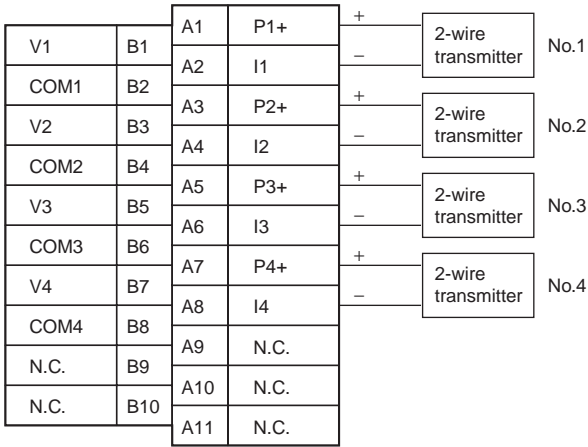 A1 P1+ + 2-wire transmitter No.1
V1 B1
A2 I1 −
COM1 B2
A3 P2+ + 2-wire transmitter No.2
V2 B3
A4 I2 −
COM2 B4
A5 P3+ + 2-wire transmitter No.3
V3 B5
A6 I3 −
COM3 B6
A7 P4+ + 2-wire transmitter No.4
V4 B7
A8 I4 −
COM4 B8
A9 N.C.
N.C. B9
A10 N.C.
N.C. B10
A11 N.C.